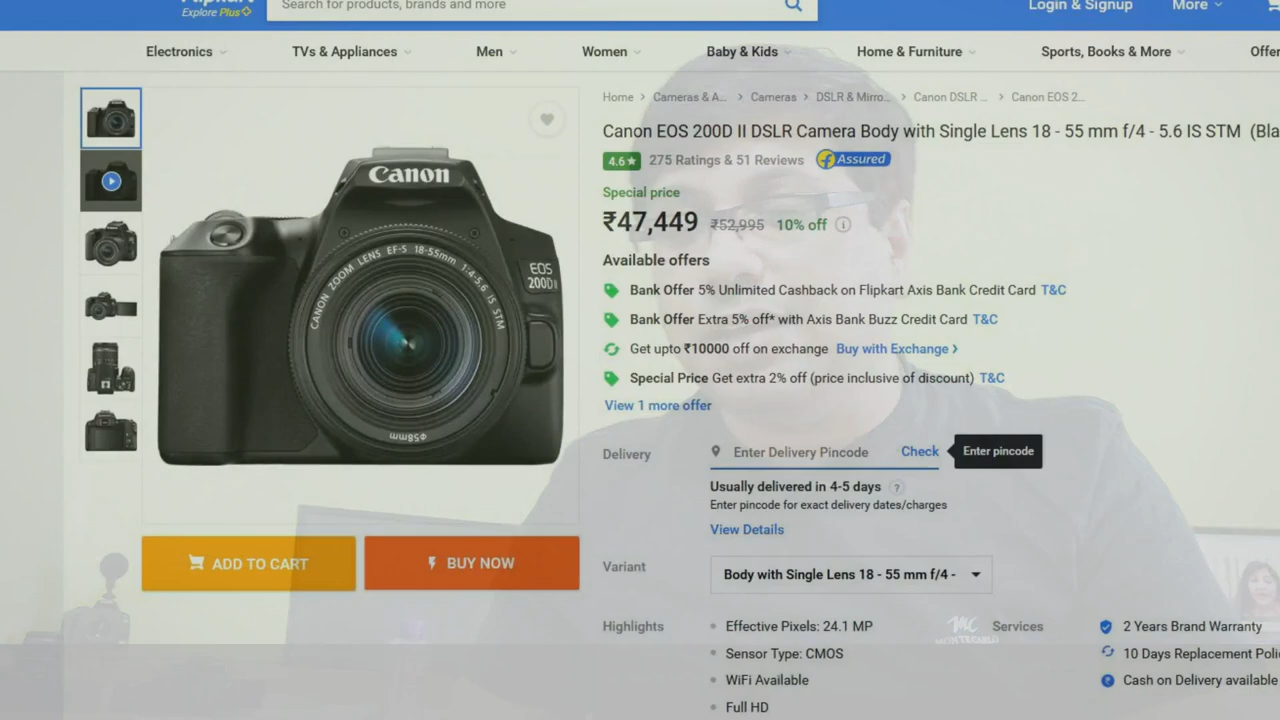 Flipkart
Explore Plus
Search for products, brands and more
Login & Signup
More
Electronics
TVs & Appliances
Men
Women
Baby & Kids
Home & Furniture
Sports, Books & More
Offer
Home > Cameras & A... > Cameras > DSLR & Mirro... > Canon DSLR ... > Canon EOS 2...
Canon EOS 200D II DSLR Camera Body with Single Lens 18 - 55 mm f/4 - 5.6 IS STM (Bla
4.6★ 275 Ratings & 51 Reviews Assured
Special price
₹47,449 ₹52,995 10% off
Available offers
Bank Offer 5% Unlimited Cashback on Flipkart Axis Bank Credit Card T&C
Bank Offer Extra 5% off* with Axis Bank Buzz Credit Card T&C
Get upto ₹10000 off on exchange Buy with Exchange >
Special Price Get extra 2% off (price inclusive of discount) T&C
View 1 more offer
Canon
EOS
200D II
CANON ZOOM LENS EF-S 18-55mm 1:4-5.6 IS STM
Φ58mm
Delivery
Enter Delivery Pincode
Check
Enter pincode
Usually delivered in 4-5 days ?
Enter pincode for exact delivery dates/charges
View Details
ADD TO CART
BUY NOW
Variant
Body with Single Lens 18 - 55 mm f/4 -
Highlights
Effective Pixels: 24.1 MP
Sensor Type: CMOS
WiFi Available
Full HD
MONTECARLO
Services
2 Years Brand Warranty
10 Days Replacement Poli
Cash on Delivery available